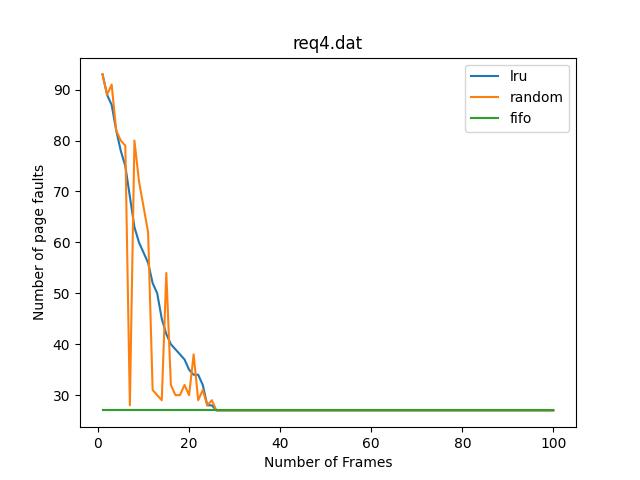 req4.dat
lru
random
fifo
Number of page faults
90
80
70
60
50
40
30
0 20 40 60 80 100
Number of Frames